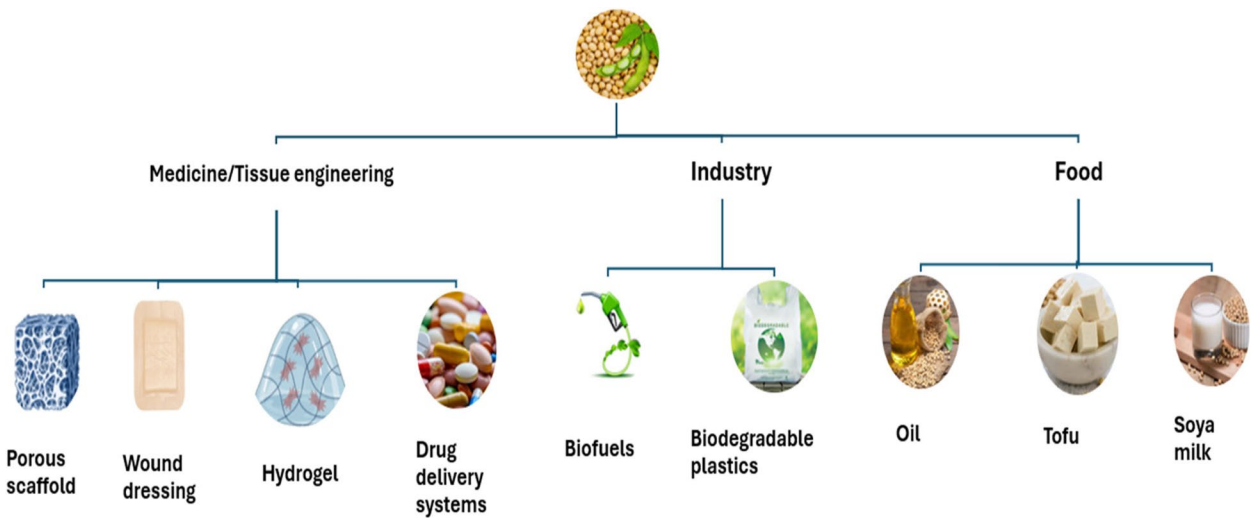 Medicine/Tissue engineering
Industry
Food
Porous
scaffold
Wound
dressing
Hydrogel
Drug
delivery
systems
Biofuels
BIODEGRADABLE
Biodegradable
plastics
Oil
Tofu
Soya
milk